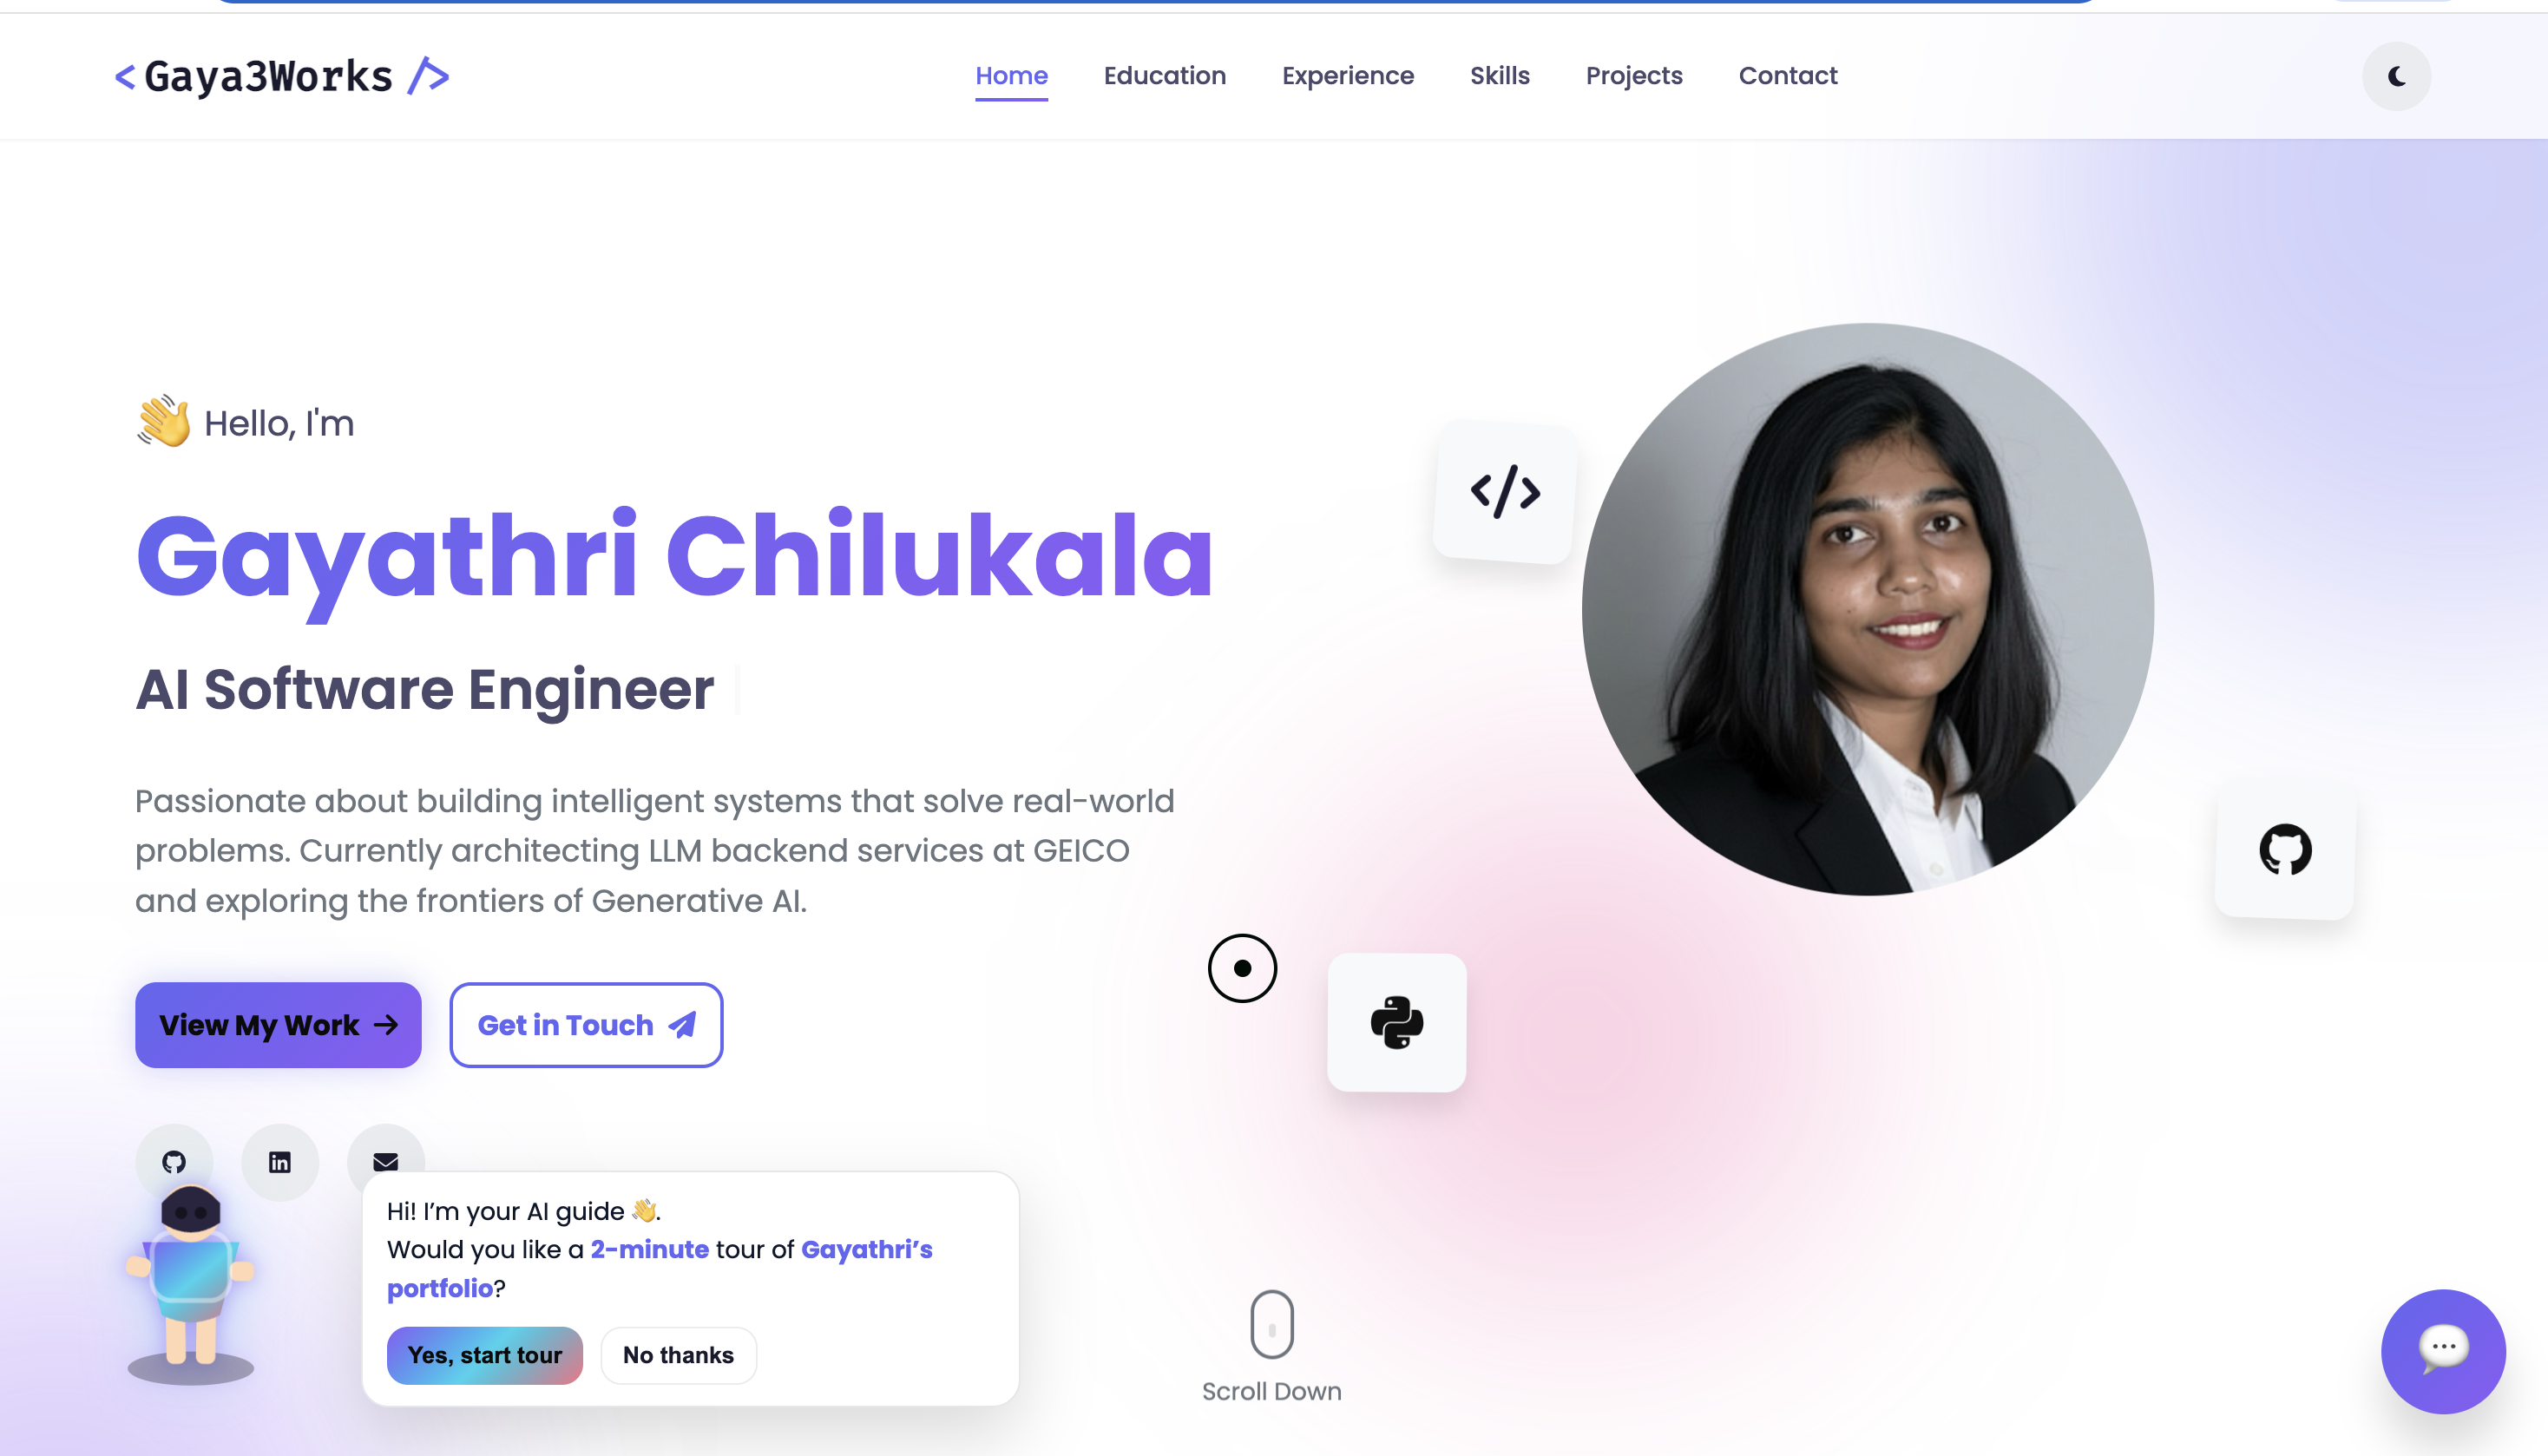 < Gaya3Works />
Home Education Experience Skills Projects Contact
👋 Hello, I'm
Gayathri Chilukala
AI Software Engineer
</>
Passionate about building intelligent systems that solve real-world
problems. Currently architecting LLM backend services at GEICO
and exploring the frontiers of Generative AI.
View My Work →
Get in Touch
in
Hi! I’m your AI guide 👋.
Would you like a 2-minute tour of Gayathri’s
portfolio?
Yes, start tour
No thanks
Scroll Down